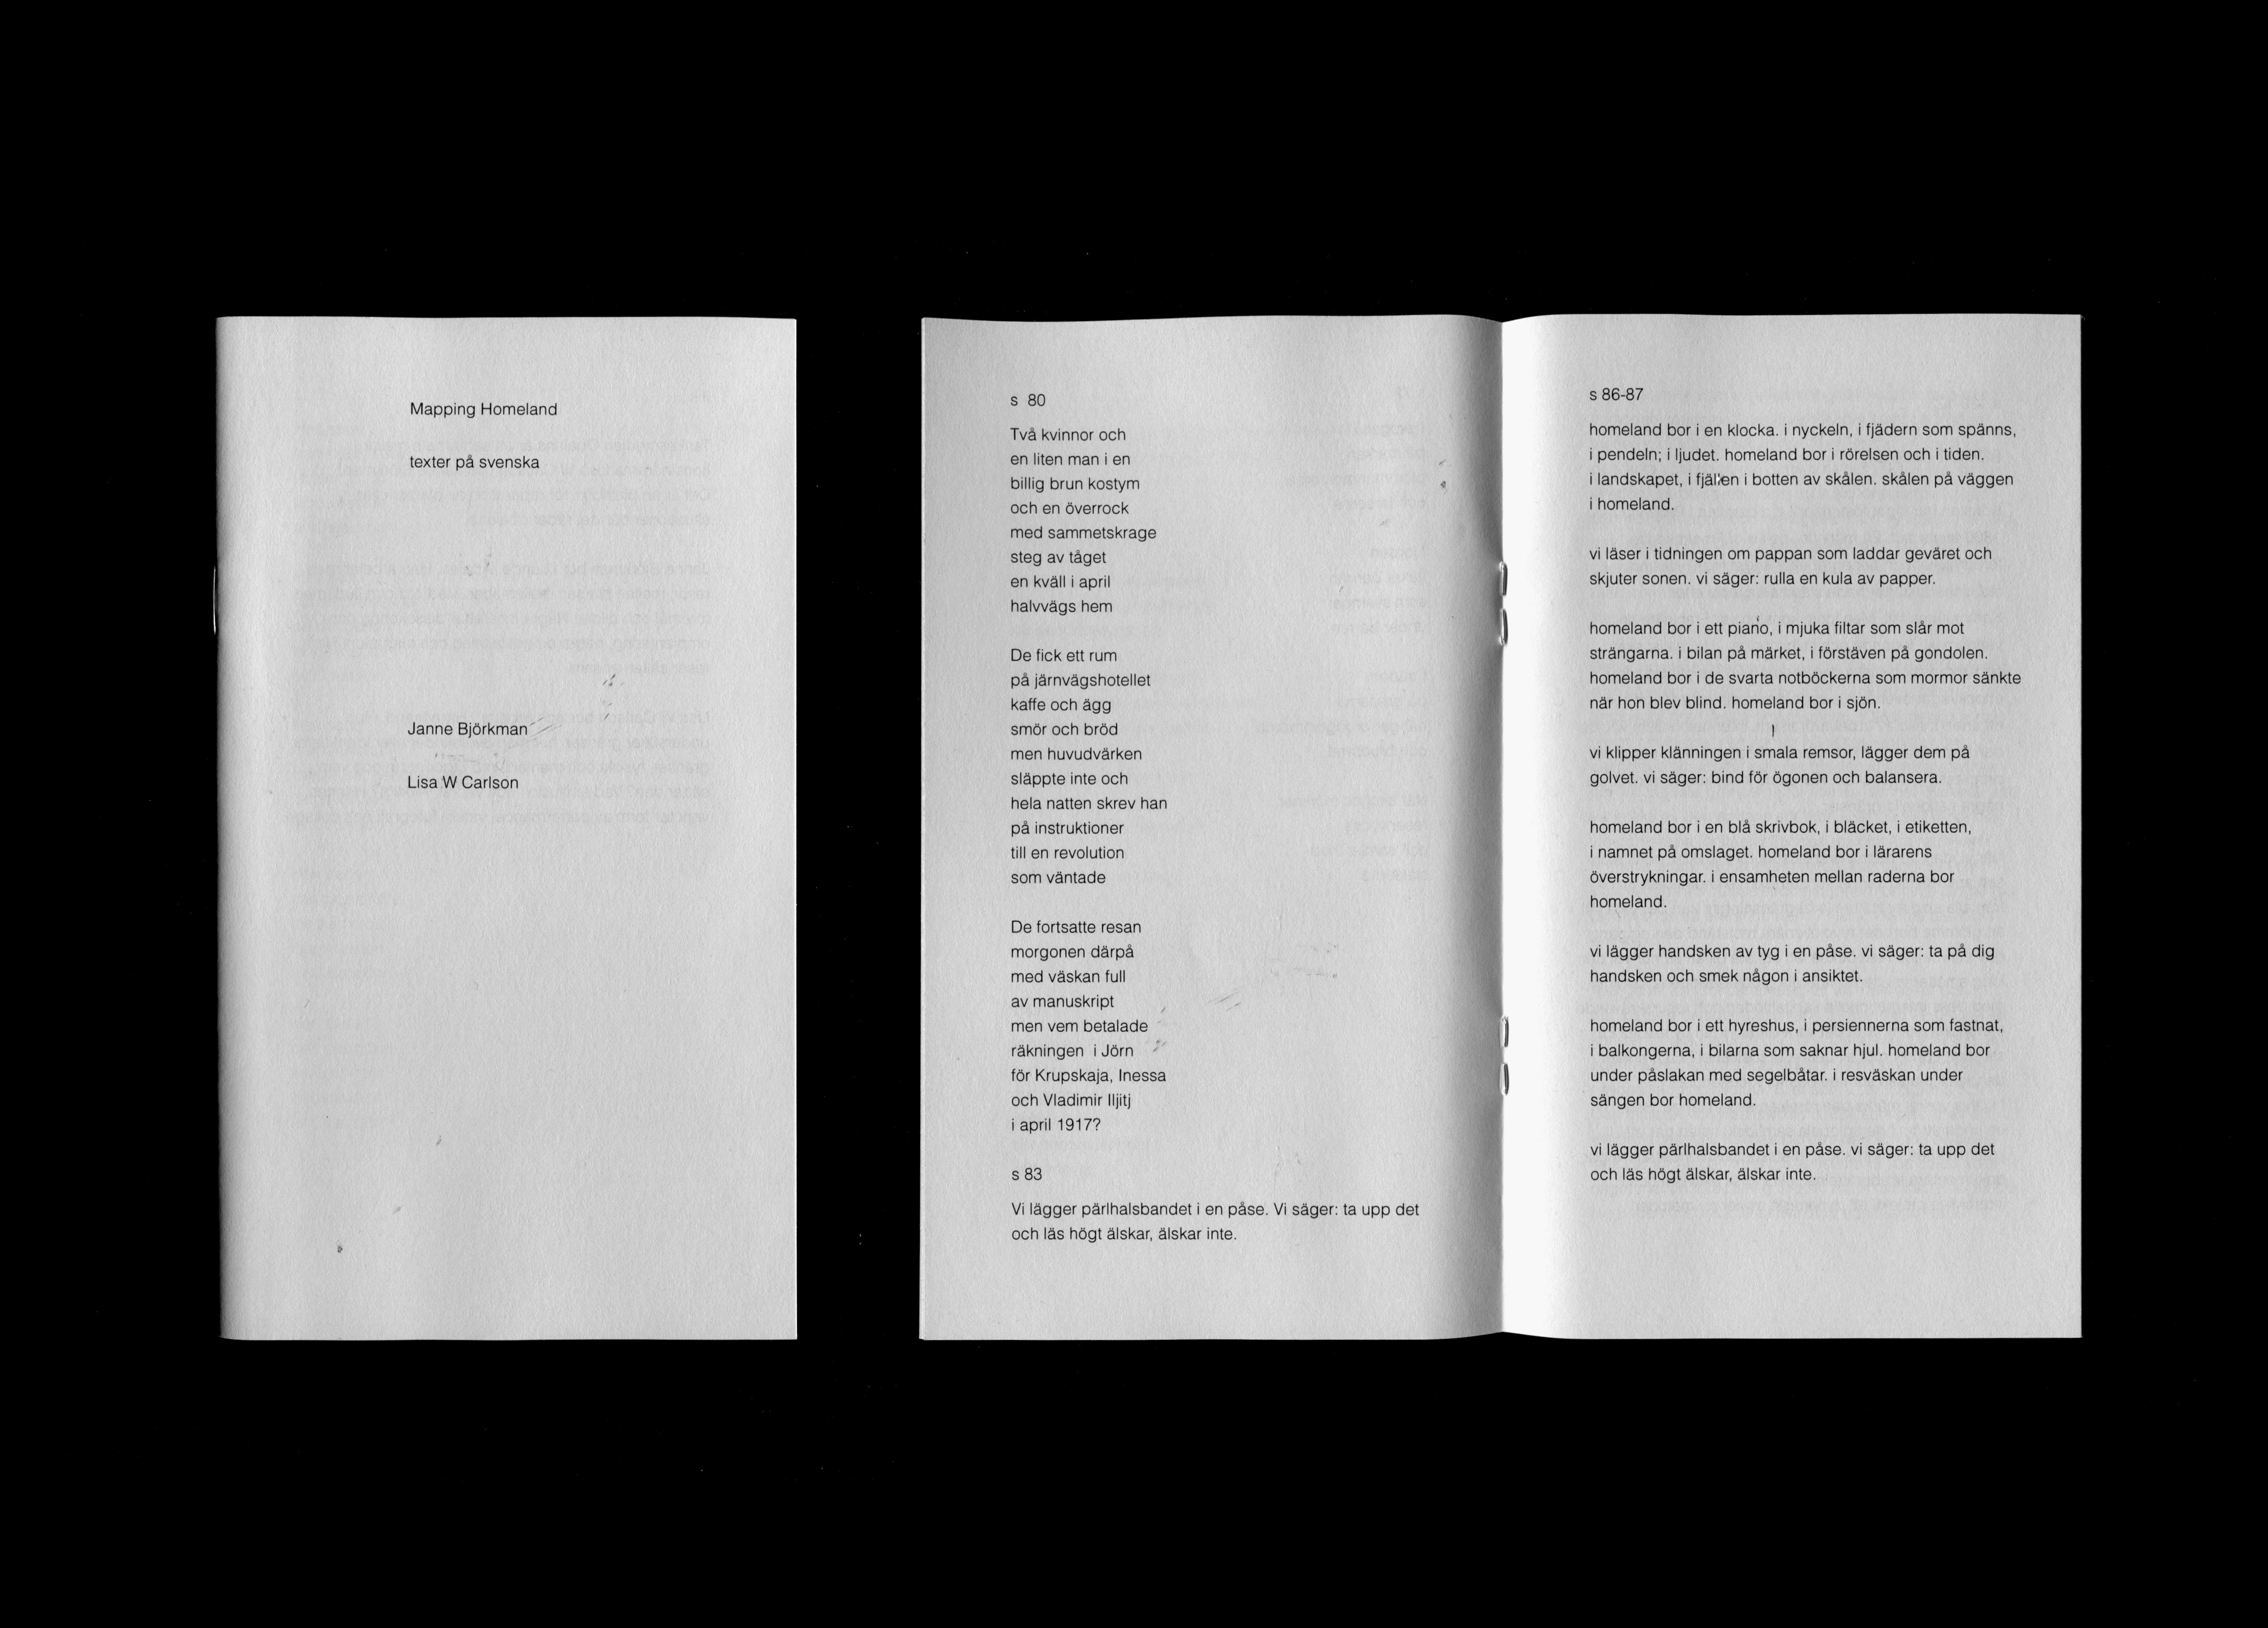 Mapping Homeland
texter på svenska
Janne Björkman
Lisa W Carlson
s 80
Två kvinnor och
en liten man i en
billig brun kostym
och en överrock
med sammetskrage
steg av tåget
en kväll i april
halvvägs hem
De fick ett rum
på järnvägshotellet
kaffe och ägg
smör och bröd
men huvudvärken
släppte inte och
hela natten skrev han
på instruktioner
till en revolution
som väntade
De fortsatte resan
morgonen därpå
med väskan full
av manuskript
men vem betalade
räkningen i Jörn
för Krupskaja, Inessa
och Vladimir Iljitj
i april 1917?
s 83
Vi lägger pärlhalsbandet i en påse. Vi säger: ta upp det
och läs högt älskar, älskar inte.
s 86-87
homeland bor i en klocka. i nyckeln, i fjädern som spänns,
i pendeln; i ljudet. homeland bor i rörelsen och i tiden.
i landskapet, i fjällen i botten av skålen. skålen på väggen
i homeland.
vi läser i tidningen om pappan som laddar geväret och
skjuter sonen. vi säger: rulla en kula av papper.
homeland bor i ett piano, i mjuka filtar som slår mot
strängarna. i bilan på märket, i förstäven på gondolen.
homeland bor i de svarta notböckerna som mormor sänkte
när hon blev blind. homeland bor i sjön.
vi klipper klänningen i smala remsor, lägger dem på
golvet. vi säger: bind för ögonen och balansera.
homeland bor i en blå skrivbok, i bläcket, i etiketten,
i namnet på omslaget. homeland bor i lärarens
överstrykningar. i ensamheten mellan raderna bor
homeland.
vi lägger handsken av tyg i en påse. vi säger: ta på dig
handsken och smek någon i ansiktet.
homeland bor i ett hyreshus, i persiennerna som fastnat,
i balkongerna, i bilarna som saknar hjul. homeland bor
under påslakan med segelbåtar. i resväskan under
sängen bor homeland.
vi lägger pärlhalsbandet i en påse. vi säger: ta upp det
och läs högt älskar, älskar inte.